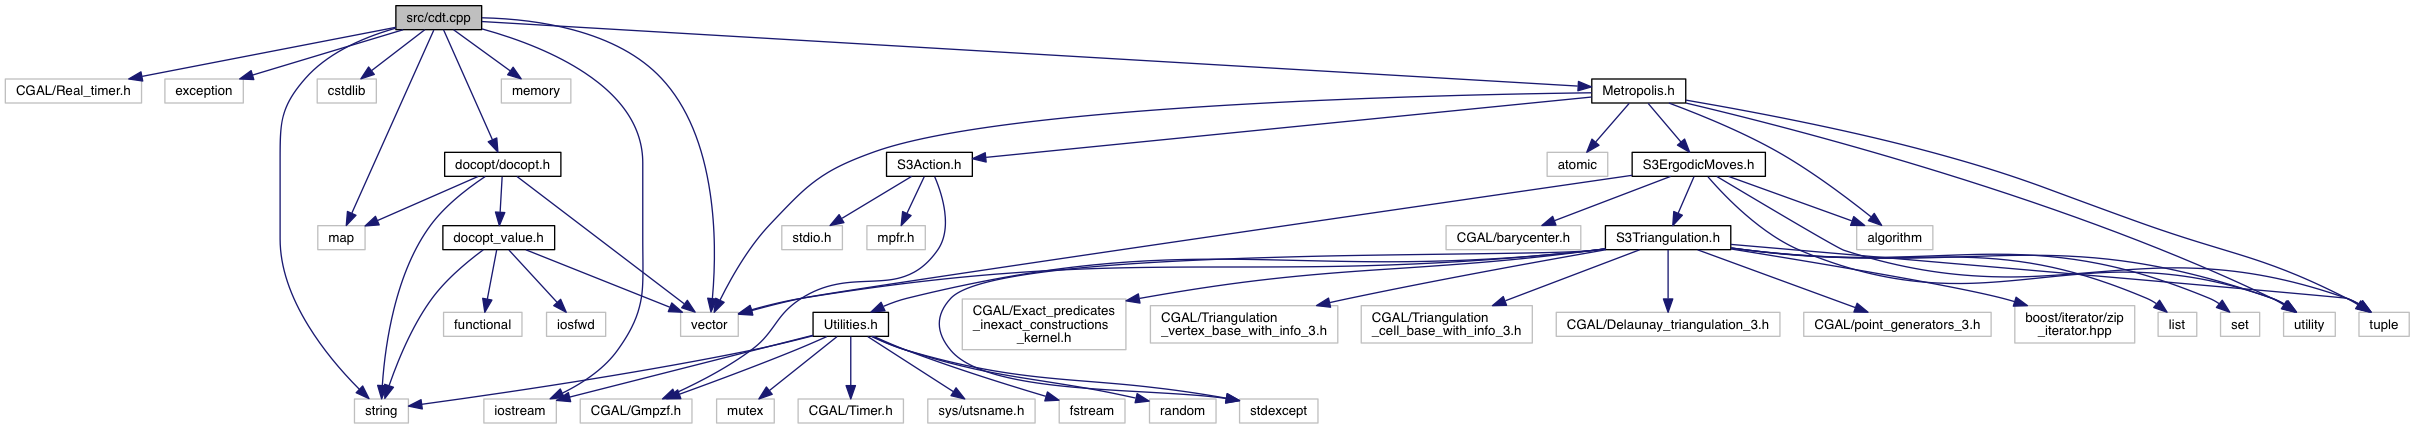 src/cdt.cpp
CGAL/Real_timer.h
exception
cstdlib
memory
Metropolis.h
docopt/docopt.h
S3Action.h
atomic
S3ErgodicMoves.h
map
docopt_value.h
stdio.h
mpfr.h
CGAL/barycenter.h
S3Triangulation.h
algorithm
functional
iosfwd
vector
Utilities.h
CGAL/Exact_predicates
_inexact_constructions
_kernel.h
CGAL/Triangulation
_vertex_base_with_info_3.h
CGAL/Triangulation
_cell_base_with_info_3.h
CGAL/Delaunay_triangulation_3.h
CGAL/point_generators_3.h
boost/iterator/zip
_iterator.hpp
list
set
utility
tuple
string
iostream
CGAL/Gmpzf.h
mutex
CGAL/Timer.h
sys/utsname.h
fstream
random
stdexcept